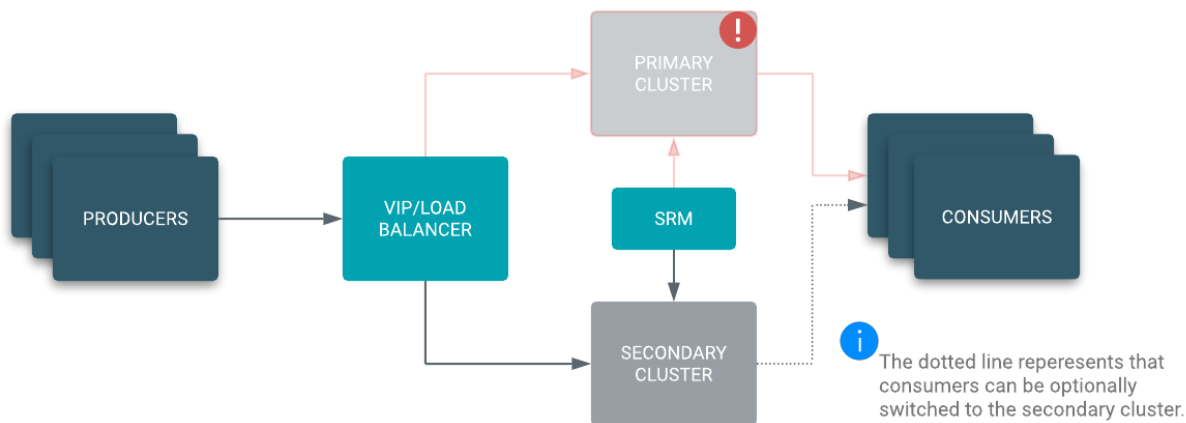 PRIMARY
CLUSTER
PRODUCERS
VIP/LOAD
BALANCER
SRM
CONSUMERS
SECONDARY
CLUSTER
The dotted line reperesents that
consumers can be optionally
switched to the secondary cluster.